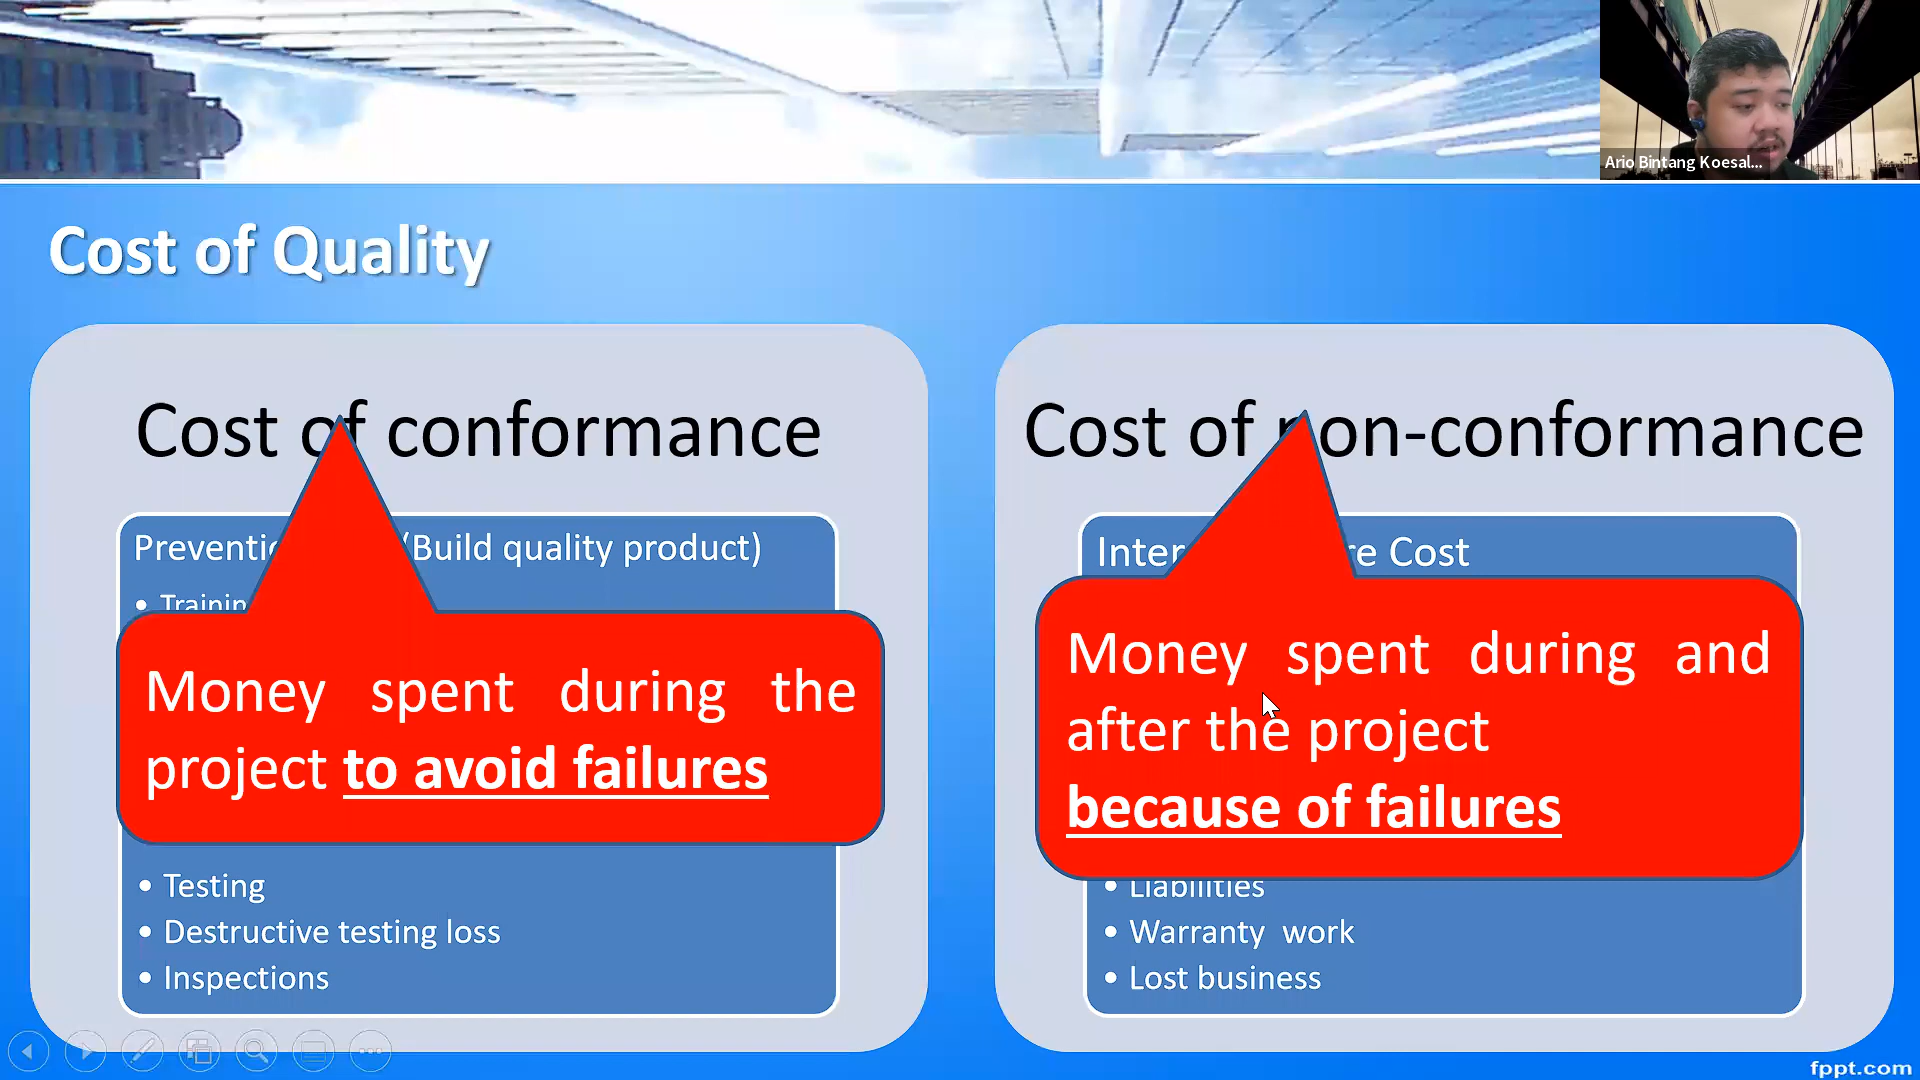 Ario Bintang Koesal...
Cost of Quality
Cost of conformance
(Build quality product)
Money spent during the
project to avoid failures
• Testing
• Destructive testing loss
• Inspections
Cost of non-conformance
Cost
Money spent during and
after the project
because of failures
• Liabilities
• Warranty work
• Lost business
fppt.com